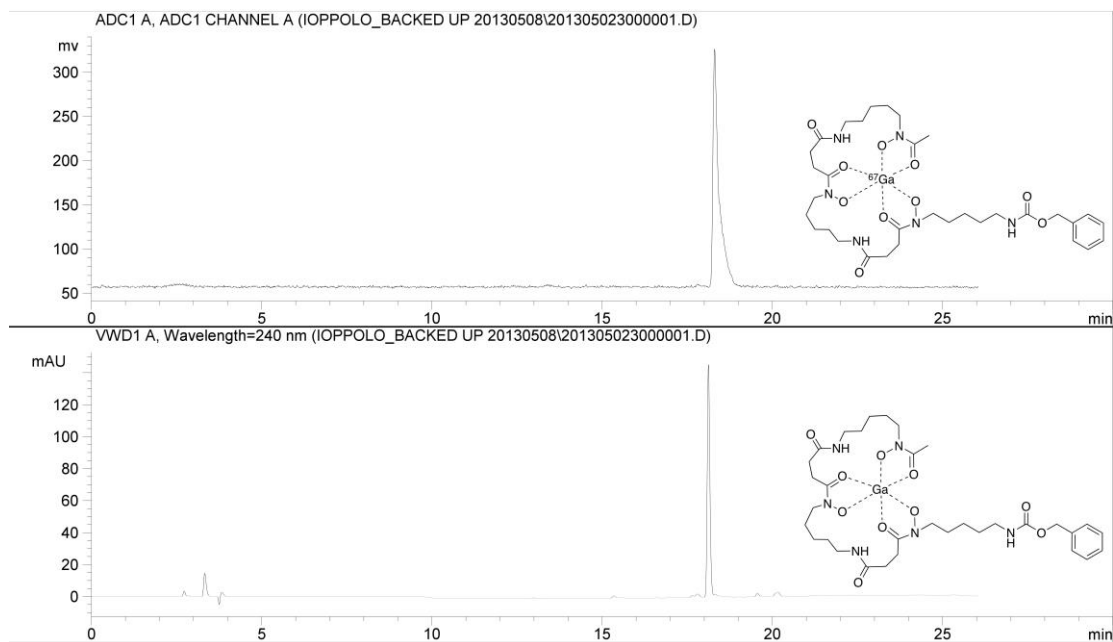 ADC1 A, ADC1 CHANNEL A (IOPPOLO_BACKED UP 20130508\201305023000001.D)
mv
300
250
200
150
100
50
0 5 10 15 20 25 min
O
NH
N
O
O
O
67Ga
O
N
O
O
O
N
N
H
O
O
NH
O
VWD1 A, Wavelength=240 nm (IOPPOLO_BACKED UP 20130508\201305023000001.D)
mAU
120
100
80
60
40
20
0
0 5 10 15 20 25 min
O
NH
N
O
O
O
Ga
O
N
O
O
O
N
N
H
O
O
NH
O